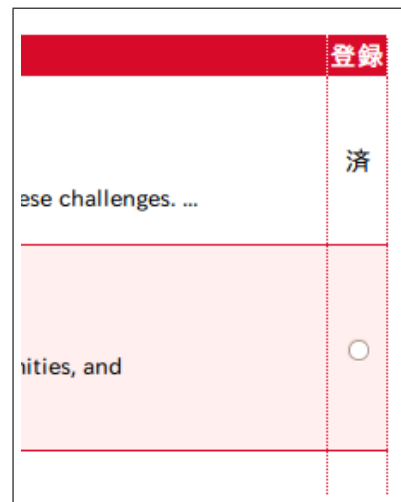 登録
済
ese challenges. ...
nities, and